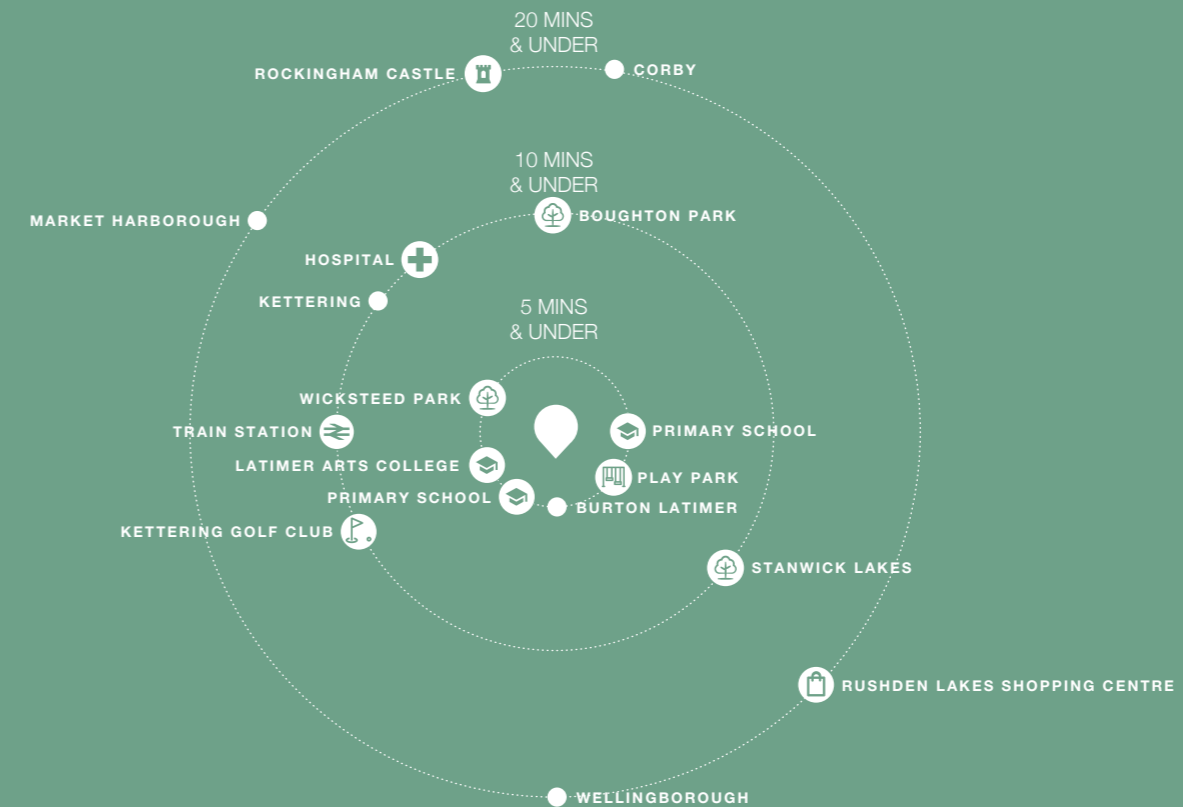 20 MINS
& UNDER
ROCKINGHAM CASTLE
CORBY
10 MINS
& UNDER
BOUGHTON PARK
MARKET HARBOROUGH
HOSPITAL
KETTERING
5 MINS
& UNDER
WICKSTEED PARK
TRAIN STATION
PRIMARY SCHOOL
LATIMER ARTS COLLEGE
PLAY PARK
PRIMARY SCHOOL
BURTON LATIMER
KETTERING GOLF CLUB
STANWICK LAKES
RUSHDEN LAKES SHOPPING CENTRE
WELLINGBOROUGH